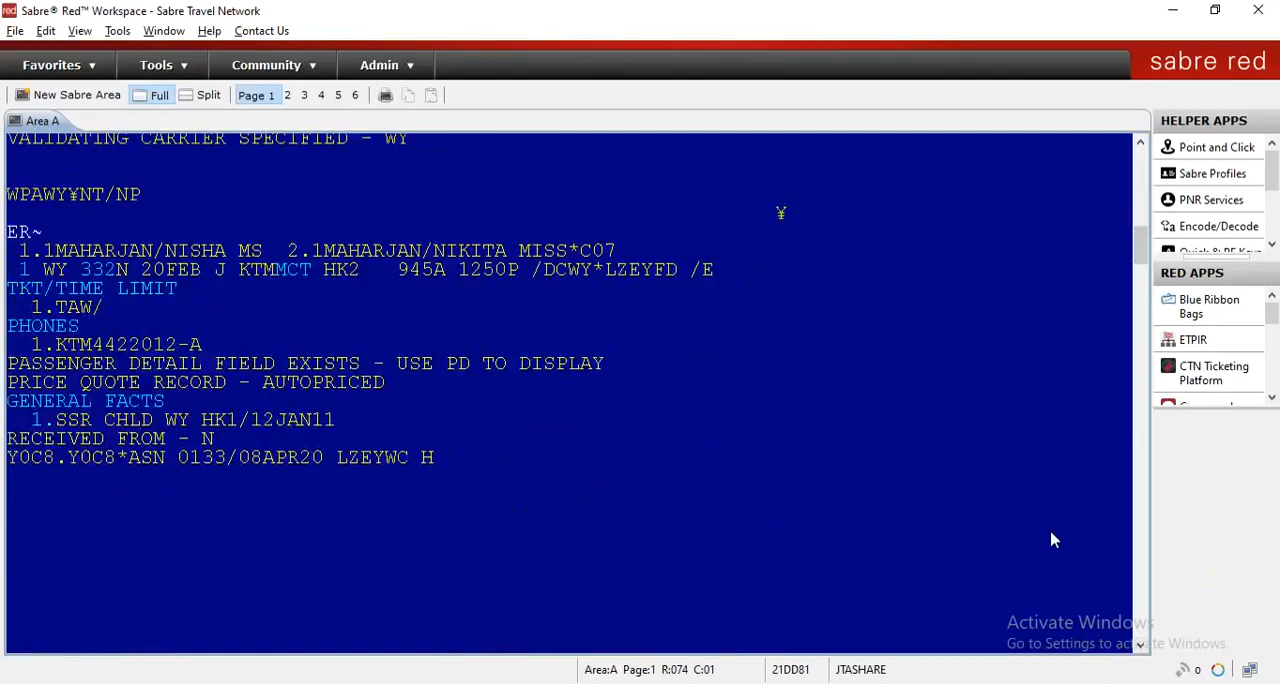 Sabre® Red™ Workspace - Sabre Travel Network
File Edit View Tools Window Help Contact Us
Favorites Tools Community Admin sabre red
New Sabre Area Full Split Page 1 2 3 4 5 6
Area A
VALIDATING CARRIER SPECIFIED - WY
WPAWY¥NT/NP
¥
ER~
1.1MAHARJAN/NISHA MS 2.1MAHARJAN/NIKITA MISS*C07
1 WY 332N 20FEB J KTMMCT HK2 945A 1250P /DCWY*LZEYFD /E
TKT/TIME LIMIT
1.TAW/
PHONES
1.KTM4422012-A
PASSENGER DETAIL FIELD EXISTS - USE PD TO DISPLAY
PRICE QUOTE RECORD - AUTOPRICED
GENERAL FACTS
1.SSR CHLD WY HK1/12JAN11
RECEIVED FROM - N
Y0C8.Y0C8*ASN 0133/08APR20 LZEYWC H
HELPER APPS
Point and Click
Sabre Profiles
PNR Services
Encode/Decode
RED APPS
Blue Ribbon
Bags
ETPIR
CTN Ticketing
Platform
Activate Windows
Go to Settings to activate Windows.
Area:A Page:1 R:074 C:01 21DD81 JTASHARE 0